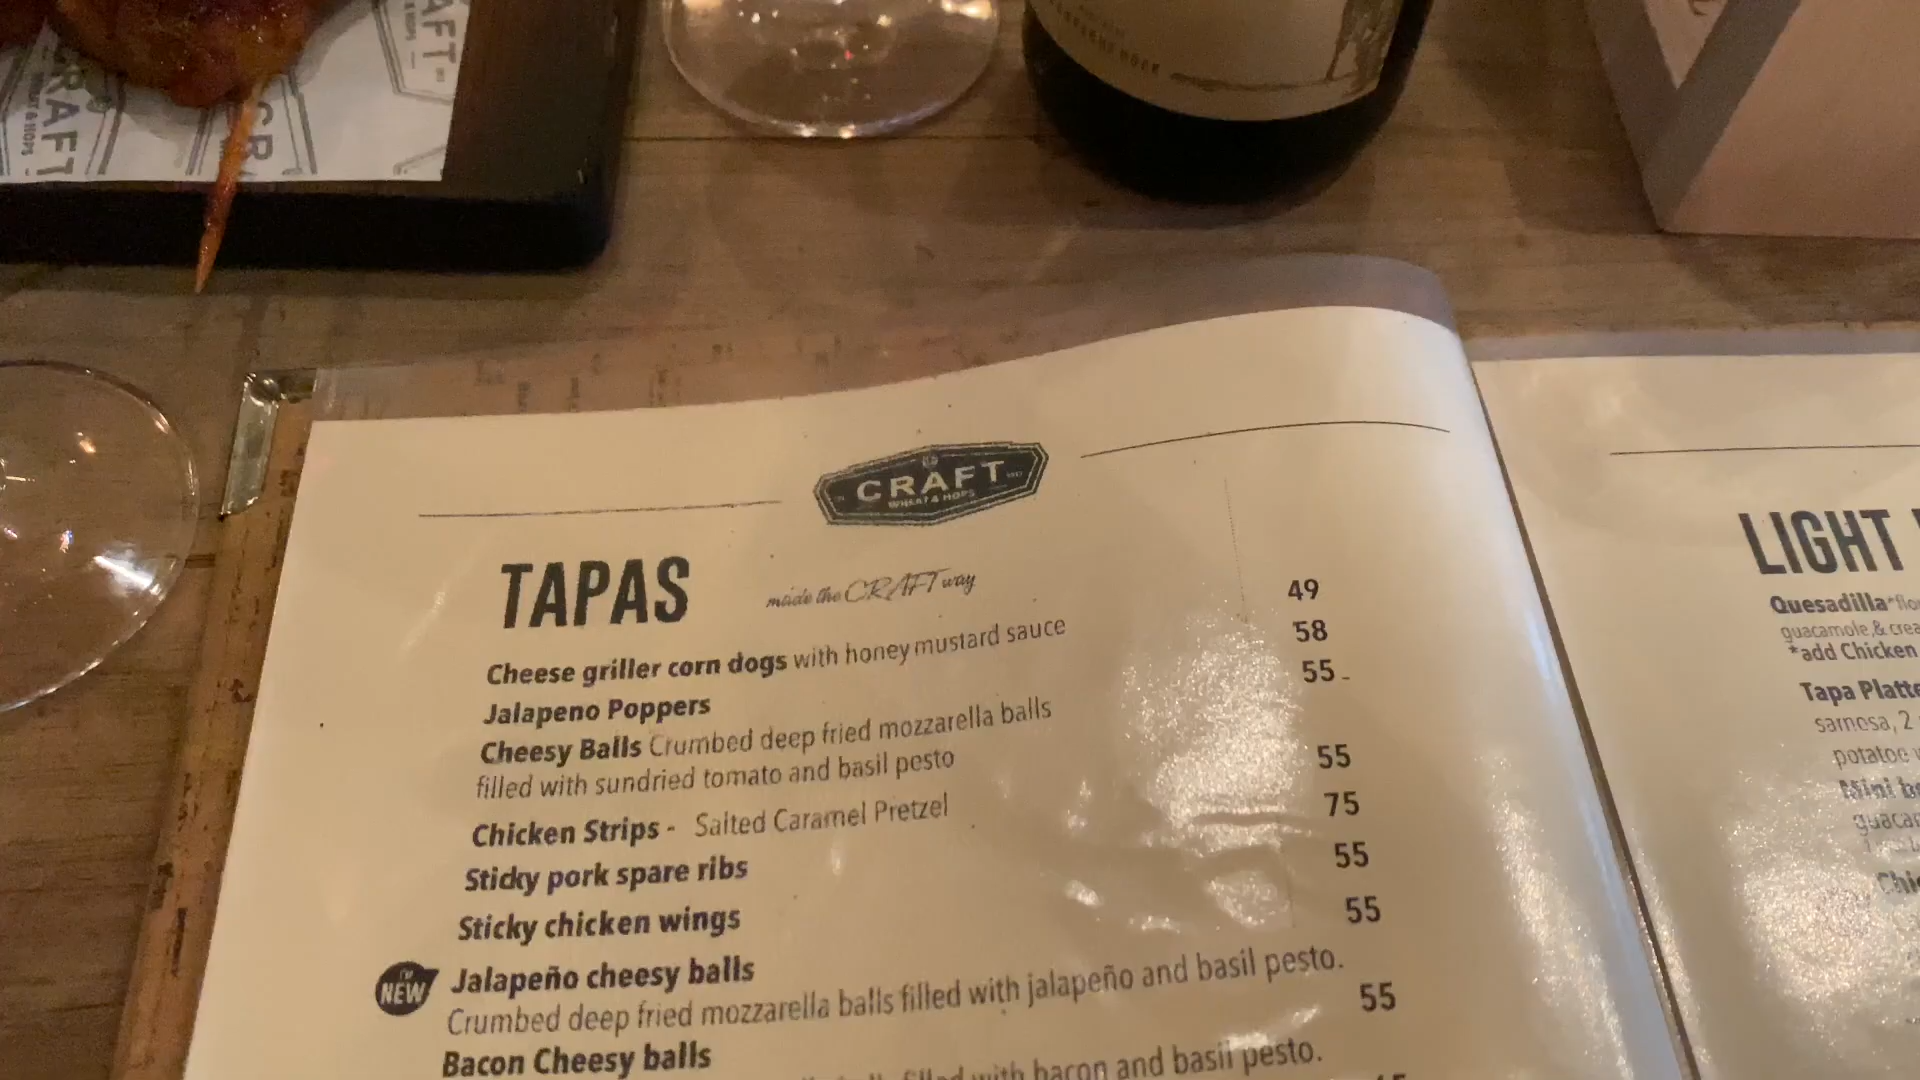 CRAFT
WHEAT & HOPS
TAPAS
made the CRAFT way
Cheese griller corn dogs with honey mustard sauce 49
Jalapeno Poppers 58
Cheesy Balls Crumbed deep fried mozzarella balls 55
filled with sundried tomato and basil pesto
Chicken Strips - Salted Caramel Pretzel 55
Sticky pork spare ribs 75
Sticky chicken wings 55
I'M NEW
Jalapeño cheesy balls 55
Crumbed deep fried mozzarella balls filled with jalapeño and basil pesto.
Bacon Cheesy balls 55
filled with bacon and basil pesto.
LIGHT
Quesadilla
guacamole, &
*add Chicken
Tapa
samosa, 2
potatoe
Mini
CRAFT
CRAFT